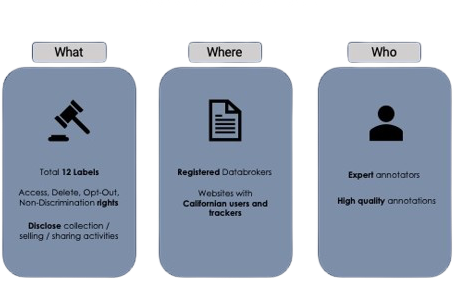 What
Where
Who
Total 12 Labels
Access, Delete, Opt-Out,
Non-Discrimination rights
Disclose collection /
selling / sharing activities
Registered Databrokers
Websites with
Californian users and
trackers
Expert annotators
High quality annotations